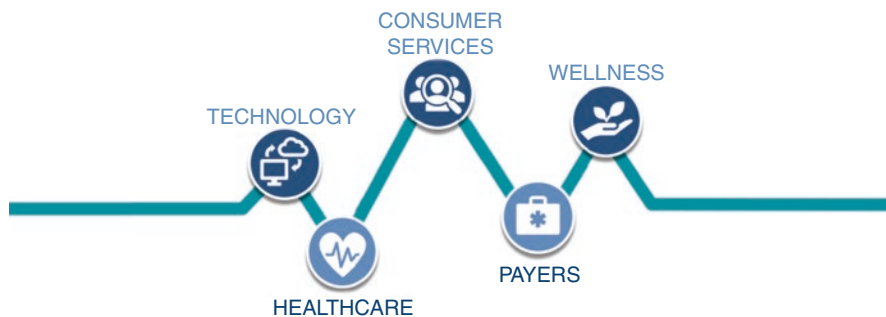 CONSUMER
SERVICES
WELLNESS
TECHNOLOGY
PAYERS
HEALTHCARE